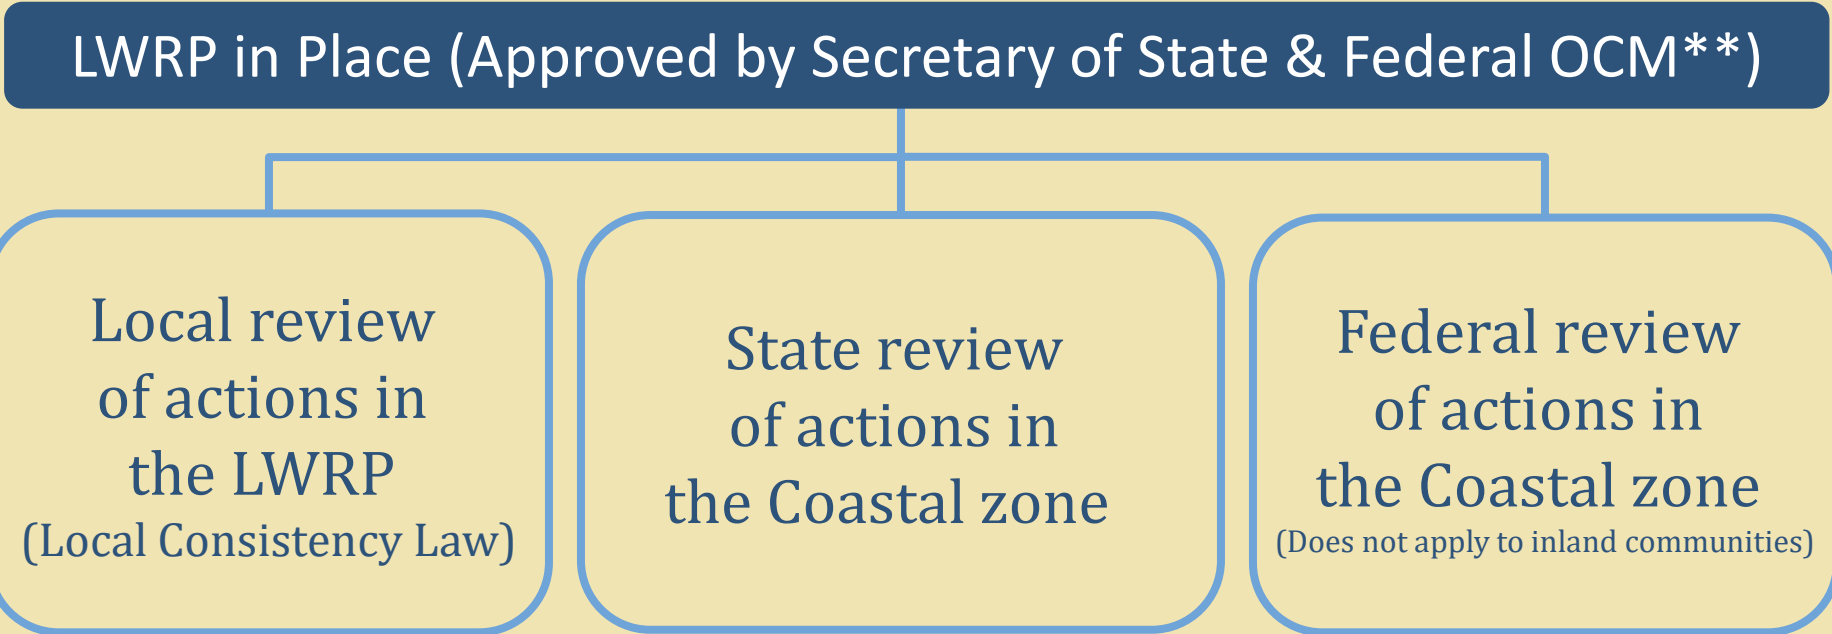 LWRP in Place (Approved by Secretary of State & Federal OCM**)
Local review
of actions in
the LWRP
(Local Consistency Law)
State review
of actions in
the Coastal zone
Federal review
of actions in
the Coastal zone
(Does not apply to inland communities)